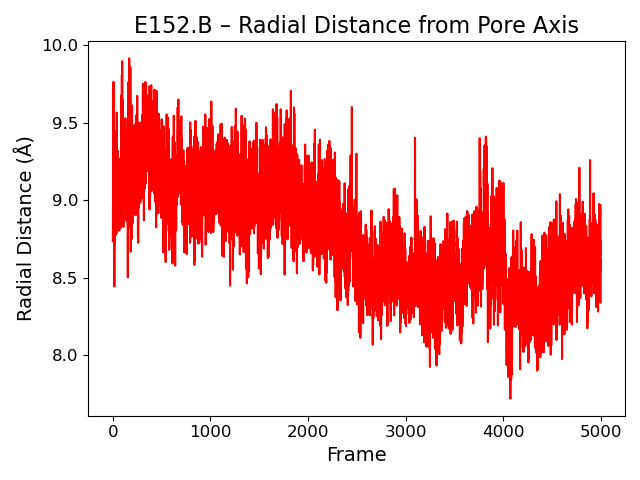 E152.B – Radial Distance from Pore Axis
Radial Distance (Å)
10.0
9.5
9.0
8.5
8.0
0 1000 2000 3000 4000 5000
Frame